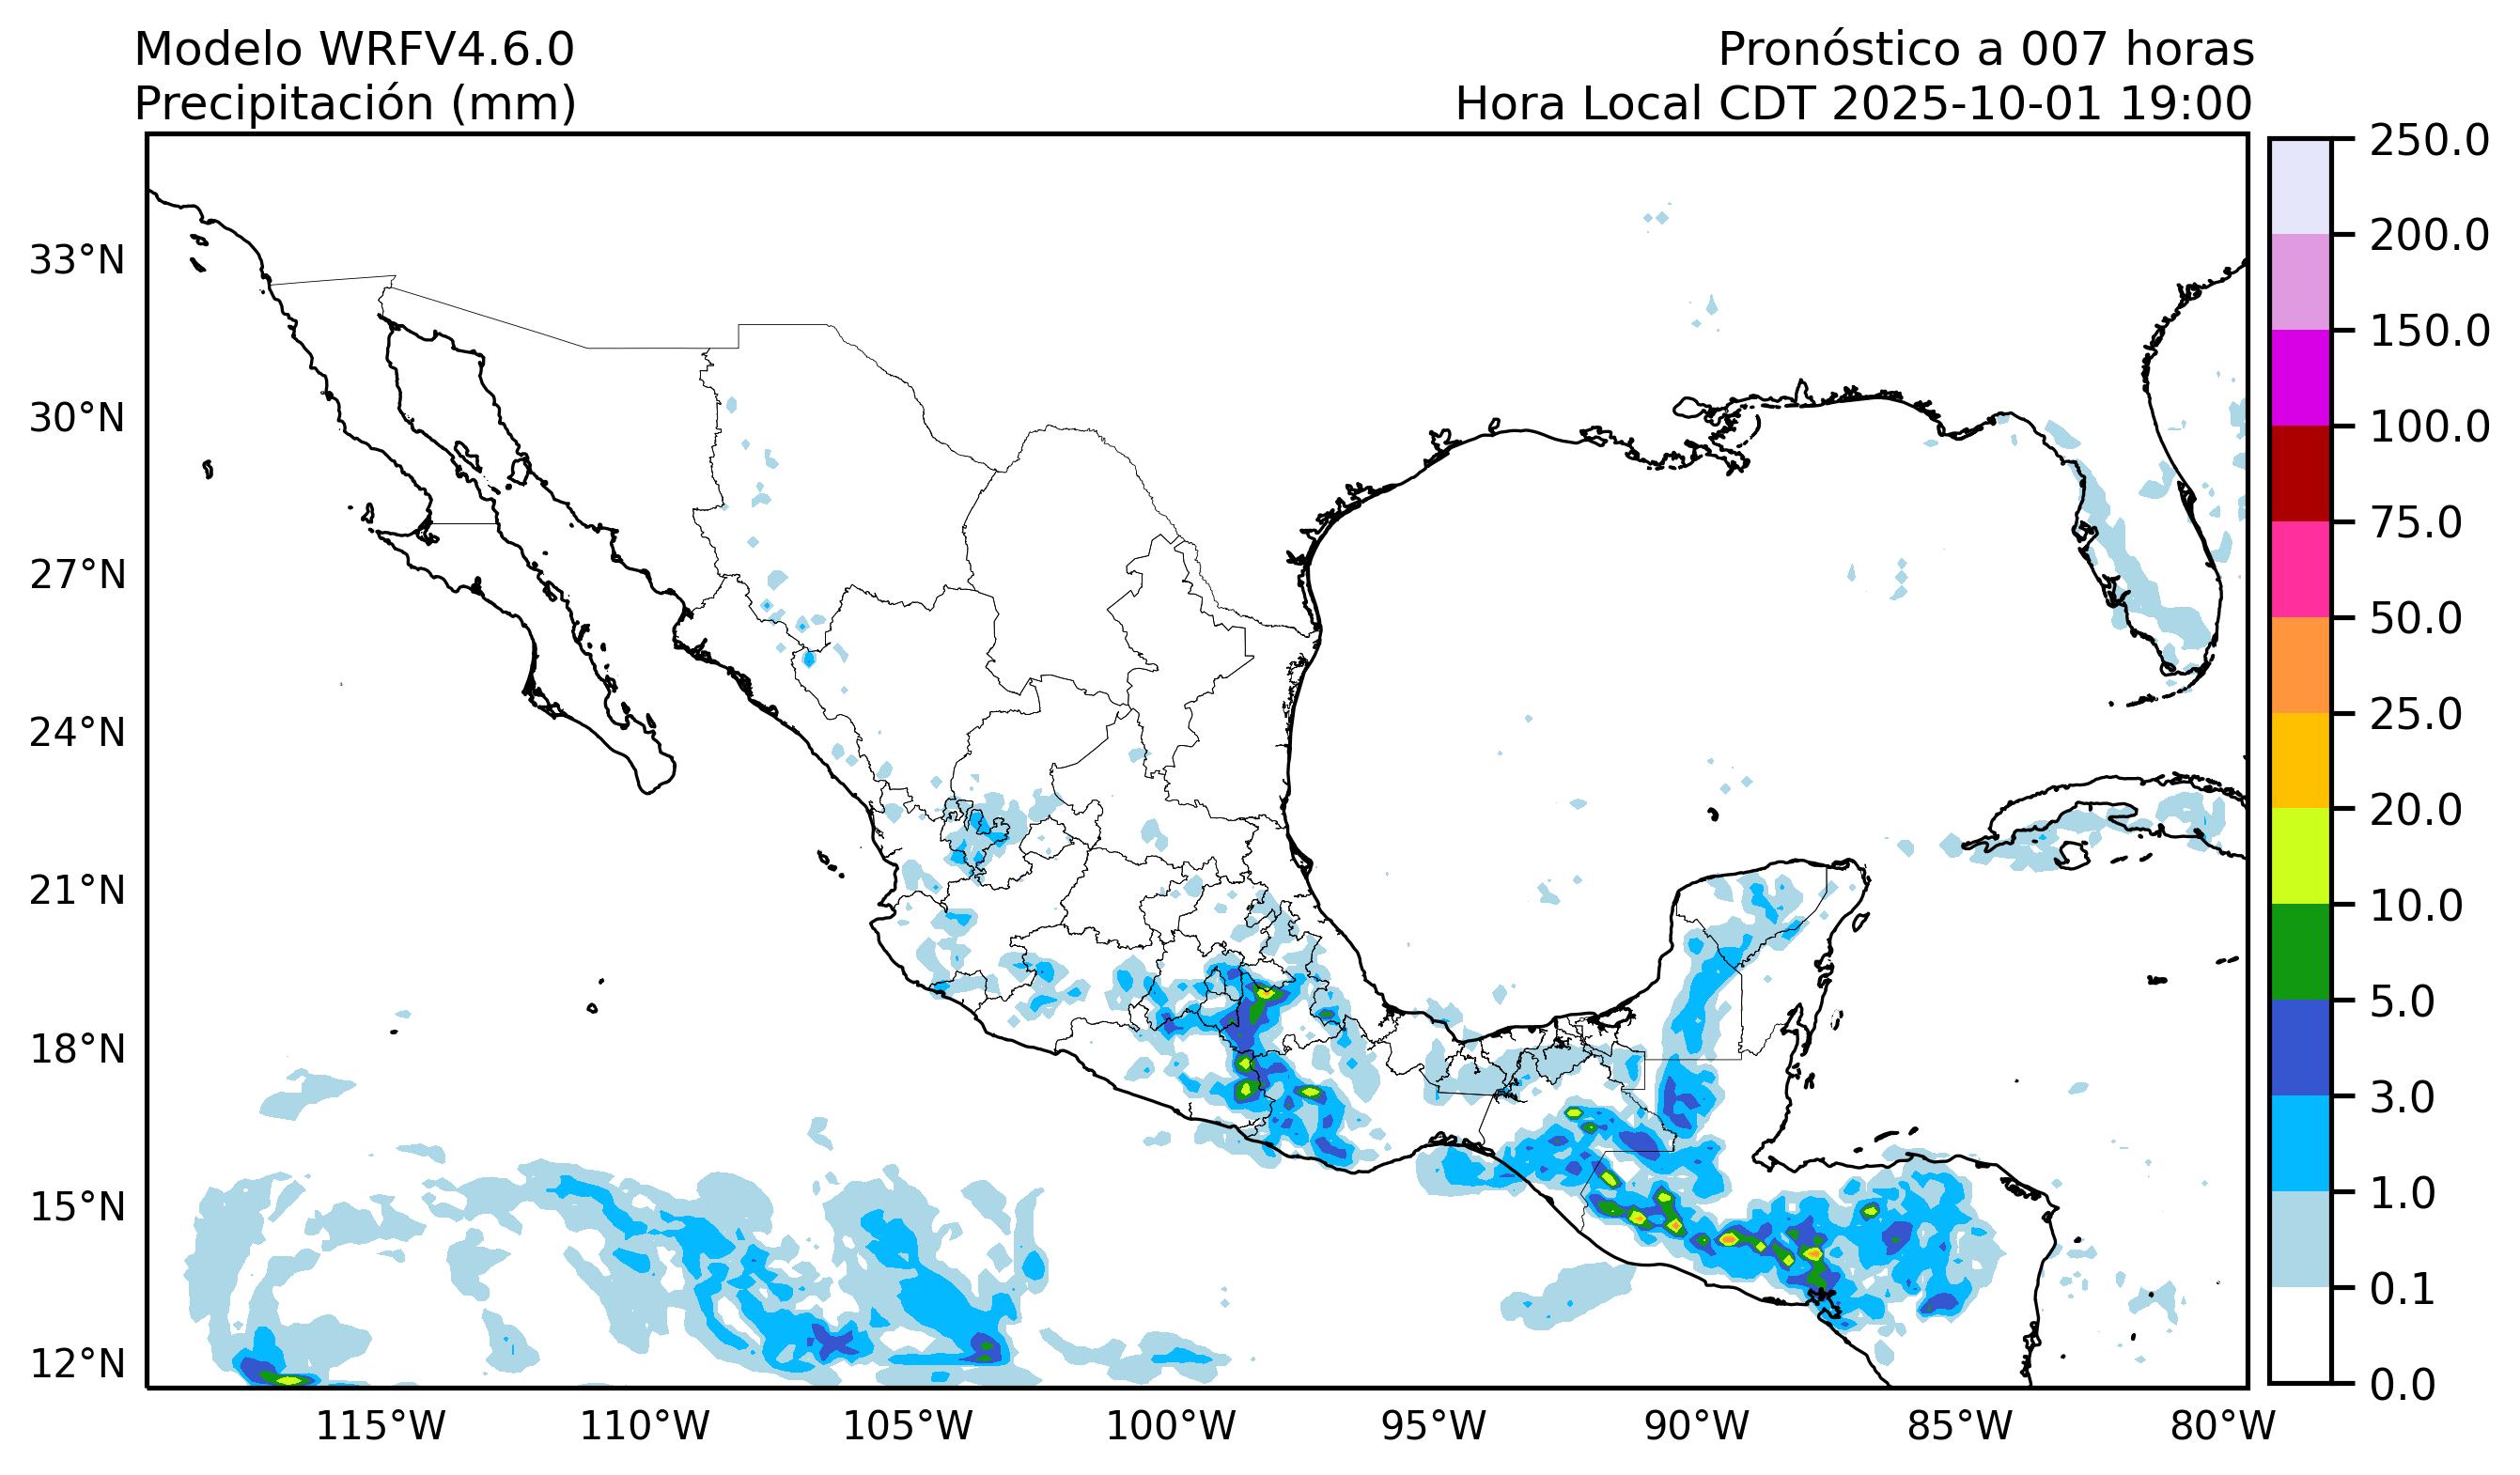 Modelo WRFV4.6.0
Precipitación (mm)
Pronóstico a 007 horas
Hora Local CDT 2025-10-01 19:00
33°N
30°N
27°N
24°N
21°N
18°N
15°N
12°N
115°W
110°W
105°W
100°W
95°W
90°W
85°W
80°W
250.0
200.0
150.0
100.0
75.0
50.0
25.0
20.0
10.0
5.0
3.0
1.0
0.1
0.0